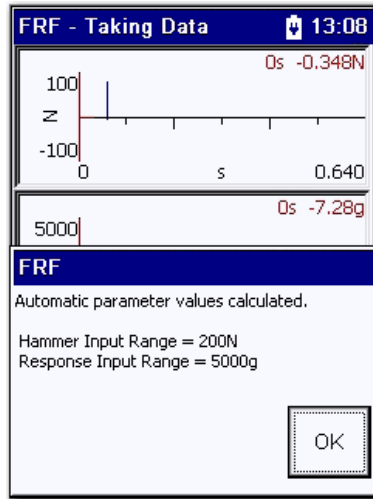 FRF - Taking Data 13:08
0s -0.348N
100
N
-100
0 s 0.640
0s -7.28g
5000
FRF
Automatic parameter values calculated.
Hammer Input Range = 200N
Response Input Range = 5000g
OK